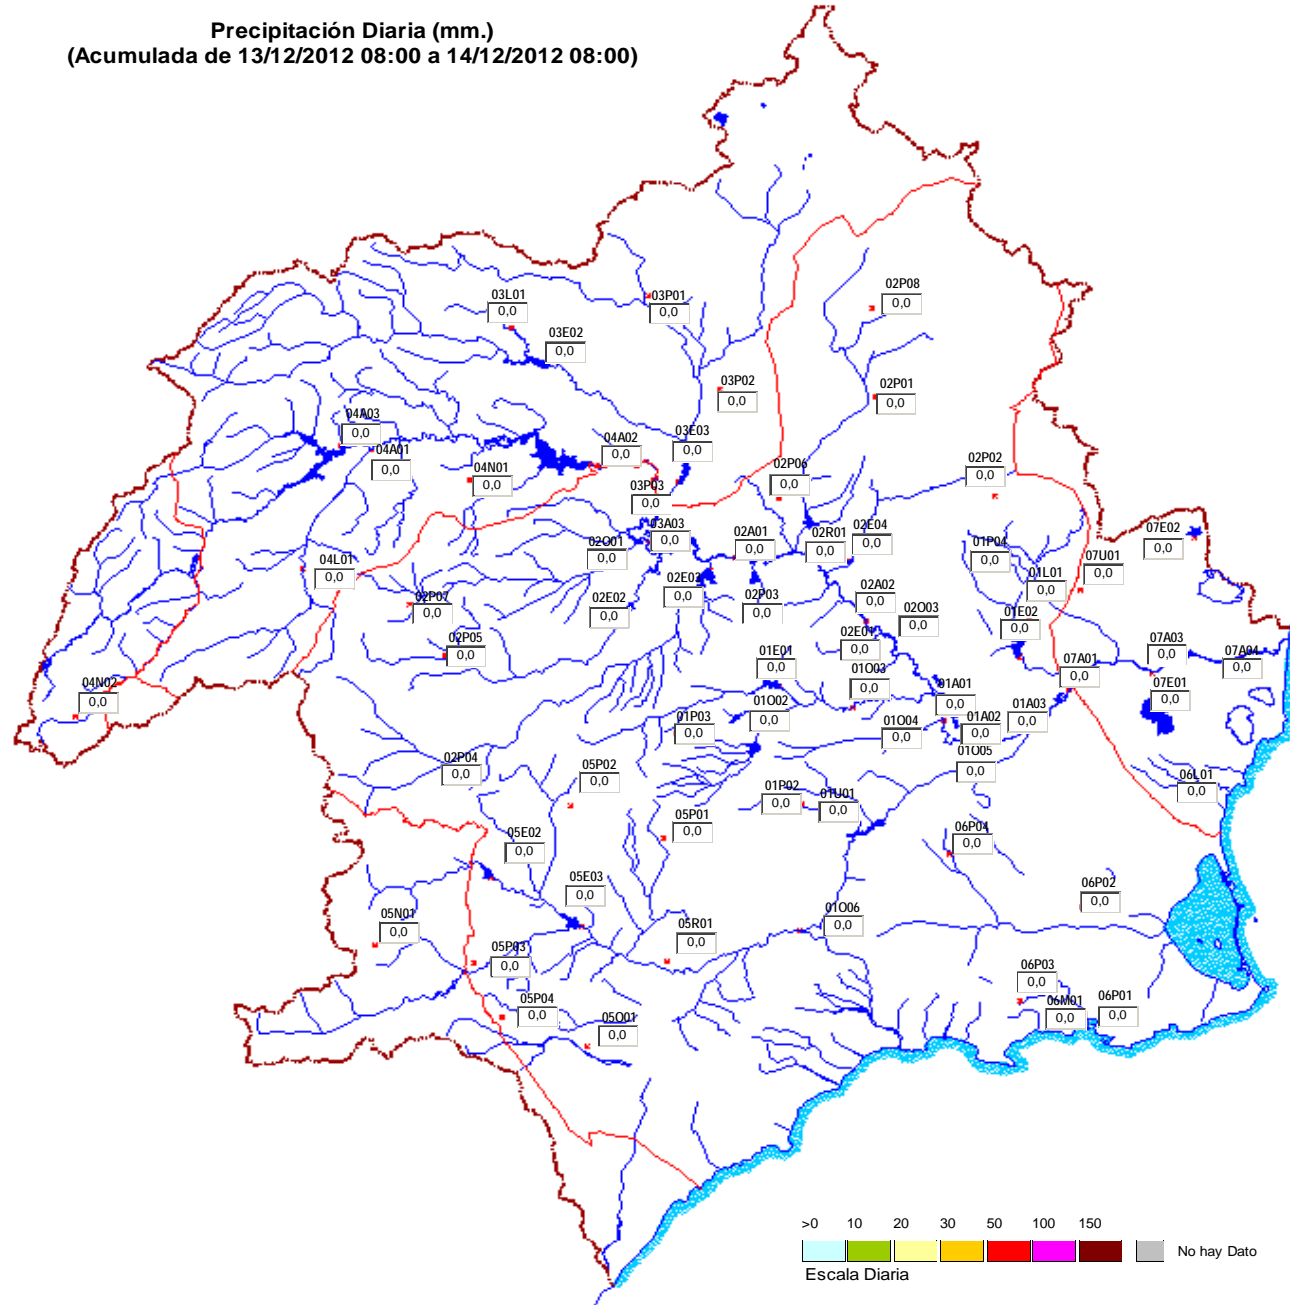 Precipitación Diaria (mm.)
(Acumulada de 13/12/2012 08:00 a 14/12/2012 08:00)
02P08
0,0
03L01
0,0
03P01
0,0
03E02
0,0
03P02
0,0
02P01
0,0
04A03
0,0
04A02
0,0
03E03
0,0
04A01
0,0
04N01
0,0
02P06
0,0
02P02
0,0
03P03
0,0
03A03
0,0
02O01
0,0
02A01
0,0
02R01
0,0
02E04
0,0
07E02
0,0
01P04
0,0
07U01
0,0
04L01
0,0
01L01
0,0
02E03
0,0
02P07
0,0
02E02
0,0
02P03
0,0
02A02
0,0
02O03
0,0
01E02
0,0
02E01
0,0
02P05
0,0
01E01
0,0
07A03
0,0
07A04
0,0
07A01
0,0
01O03
0,0
07E01
0,0
04N02
0,0
01A01
0,0
01P03
0,0
01O02
0,0
01O04
0,0
01A02
0,0
01A03
0,0
01O05
0,0
02P04
0,0
05P02
0,0
06L01
0,0
01P02
0,0
01U01
0,0
05P01
0,0
06P04
0,0
05E02
0,0
05E03
0,0
06P02
0,0
01O06
0,0
05N01
0,0
05R01
0,0
05P03
0,0
06P03
0,0
05P04
0,0
06M01
0,0
06P01
0,0
05O01
0,0
>0 10 20 30 50 100 150
No hay Dato
Escala Diaria